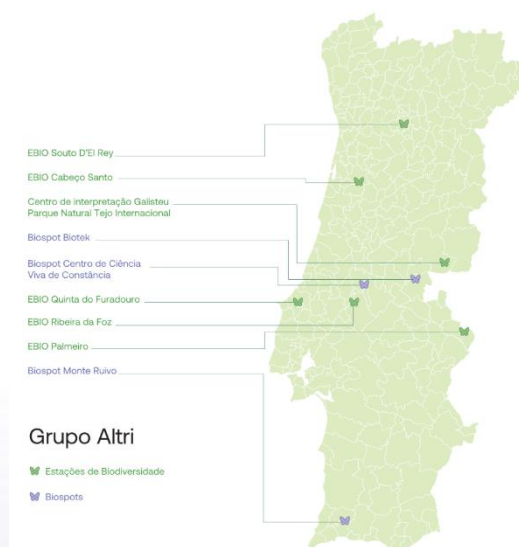 EBIO Souto D'El Rey
EBIO Cabeço Santo
Centro de interpretação Galisteu
Parque Natural Tejo Internacional
Biospot Biotek
Biospot Centro de Ciência
Viva de Constância
EBIO Quinta do Furadouro
EBIO Ribeira da Foz
EBIO Palmeiro
Biospot Monte Ruivo
Grupo Altri
Estações de Biodiversidade
Biospots